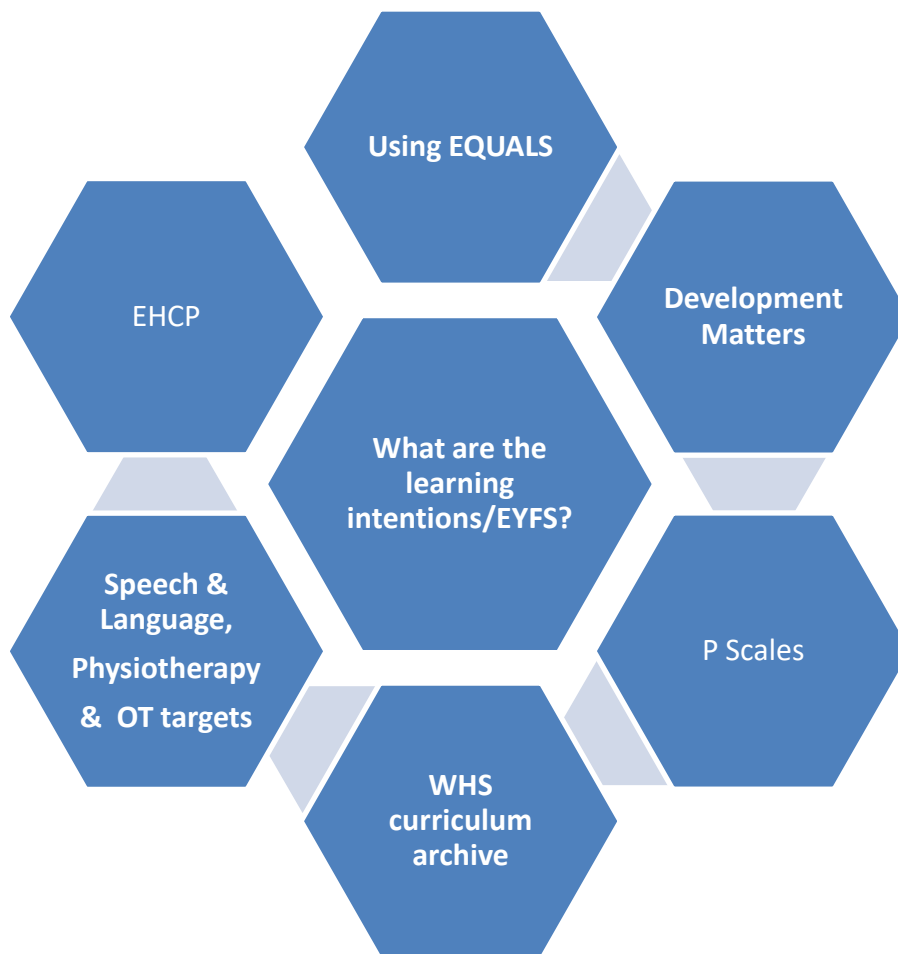 Using EQUALS
EHCP
Development
Matters
What are the
learning
intentions/EYFS?
Speech &
Language,
Physiotherapy
& OT targets
P Scales
WHS
curriculum
archive